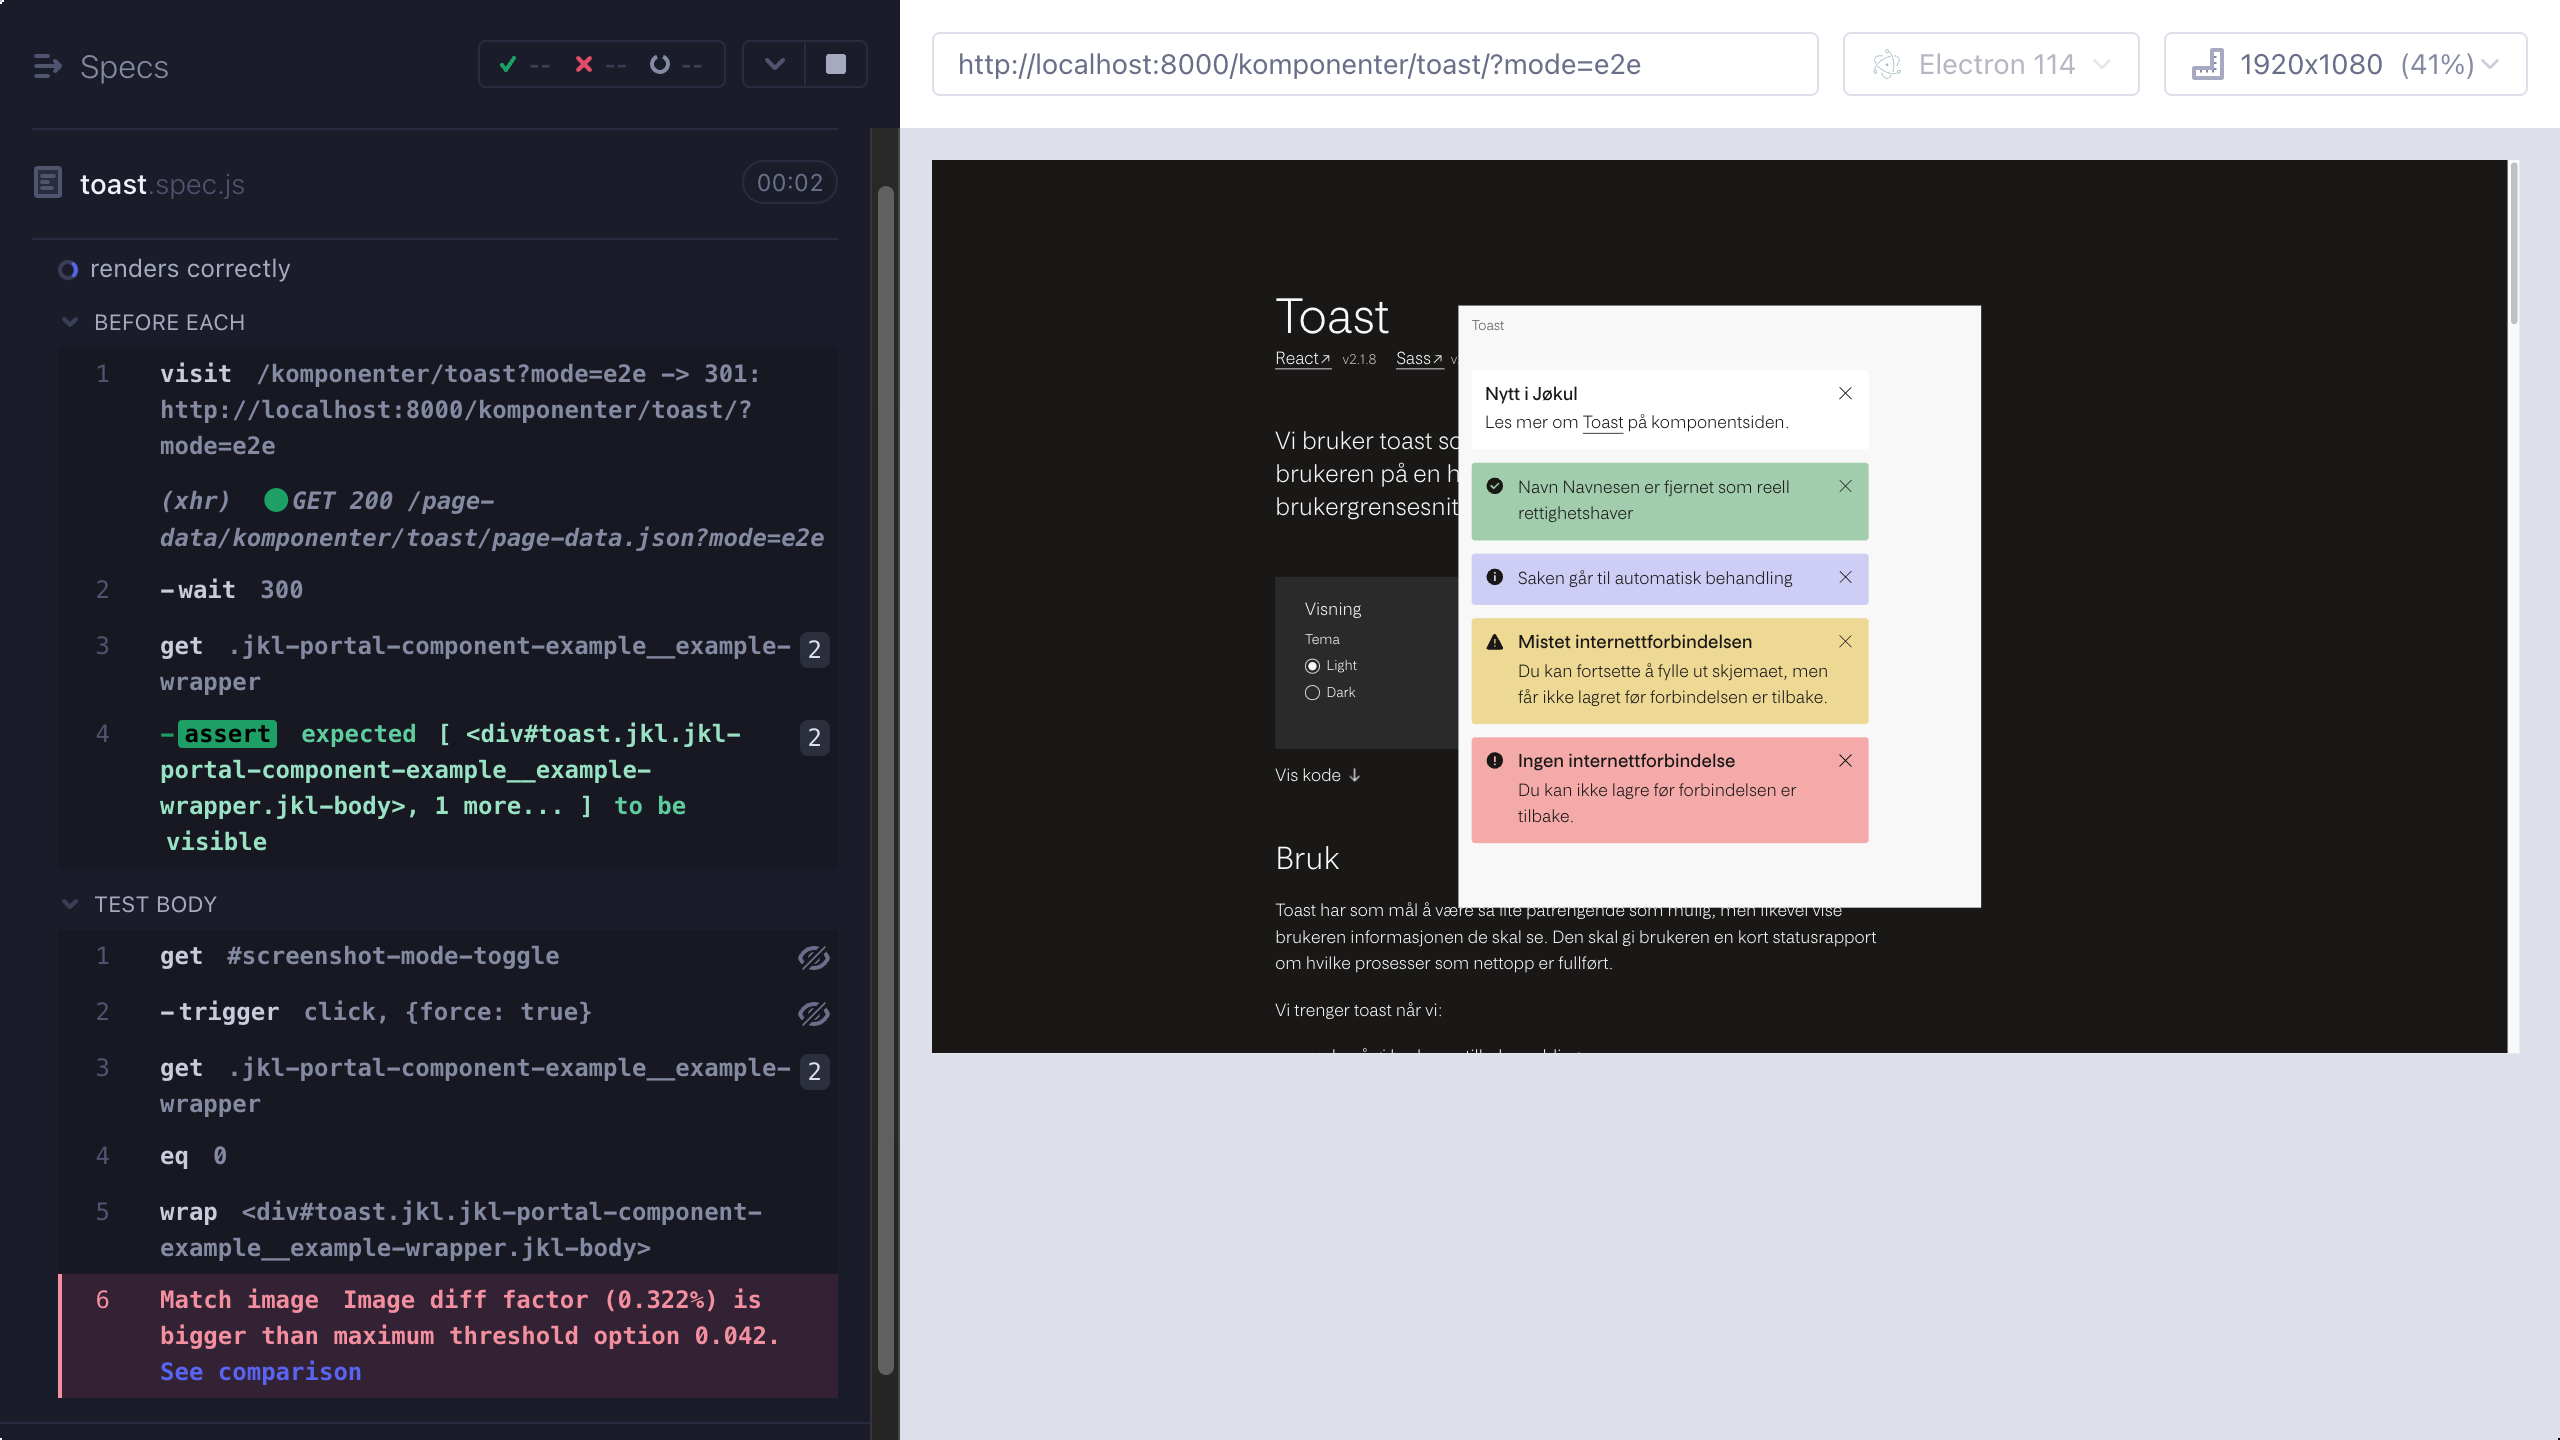 Specs
--
--
--
toast.spec.js
00:02
renders correctly
BEFORE EACH
1 visit /komponenter/toast?mode=e2e -> 301:
http://localhost:8000/komponenter/toast/?
mode=e2e
(xhr) GET 200 /page-
data/komponenter/toast/page-data.json?mode=e2e
2 -wait 300
3 get .jkl-portal-component-example__example- 2
wrapper
4 -assert expected [ <div#toast.jkl.jkl- 2
portal-component-example__example-
wrapper.jkl-body>, 1 more... ] to be
visible
TEST BODY
1 get #screenshot-mode-toggle
2 -trigger click, {force: true}
3 get .jkl-portal-component-example__example- 2
wrapper
4 eq 0
5 wrap <div#toast.jkl.jkl-portal-component-
example__example-wrapper.jkl-body>
6 Match image Image diff factor (0.322%) is
bigger than maximum threshold option 0.042.
See comparison
http://localhost:8000/komponenter/toast/?mode=e2e
Electron 114
1920x1080 (41%)
Toast
React↗ v2.1.8 Sass↗ v
Vi bruker toast so
brukeren på en h
brukergrensesnit
Visning
Tema
Light
Dark
Vis kode ↓
Toast
Nytt i Jøkul
Les mer om Toast på komponentsiden.
Navn Navnesen er fjernet som reell
rettighetshaver
Saken går til automatisk behandling
Mistet internettforbindelsen
Du kan fortsette å fylle ut skjemaet, men
får ikke lagret før forbindelsen er tilbake.
Ingen internettforbindelse
Du kan ikke lagre før forbindelsen er
tilbake.
Bruk
Toast har som mål å være så lite påtrengende som mulig, men likevel vise
brukeren informasjonen de skal se. Den skal gi brukeren en kort statusrapport
om hvilke prosesser som nettopp er fullført.
Vi trenger toast når vi: